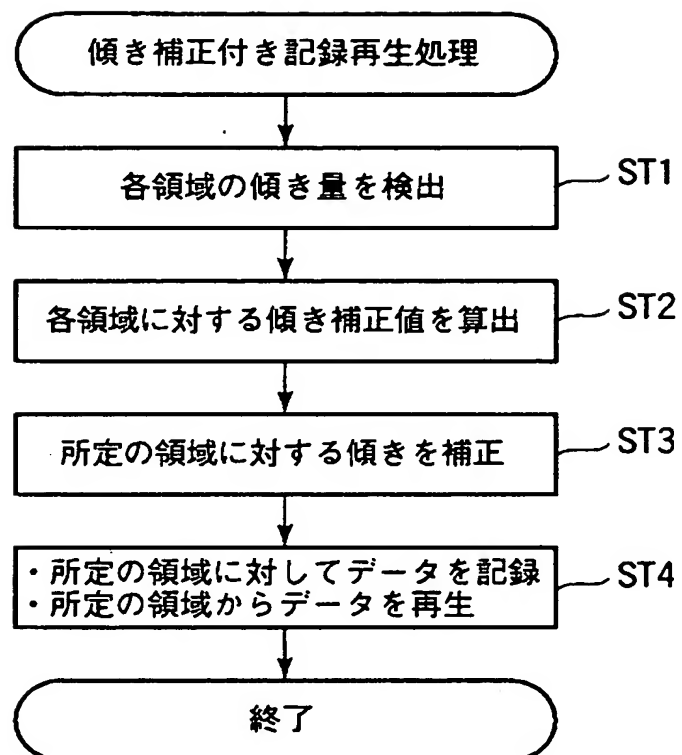 傾き補正付き記録再生処理
各領域の傾き量を検出
ST1
各領域に対する傾き補正値を算出
ST2
所定の領域に対する傾きを補正
ST3
・所定の領域に対してデータを記録
・所定の領域からデータを再生
ST4
終了